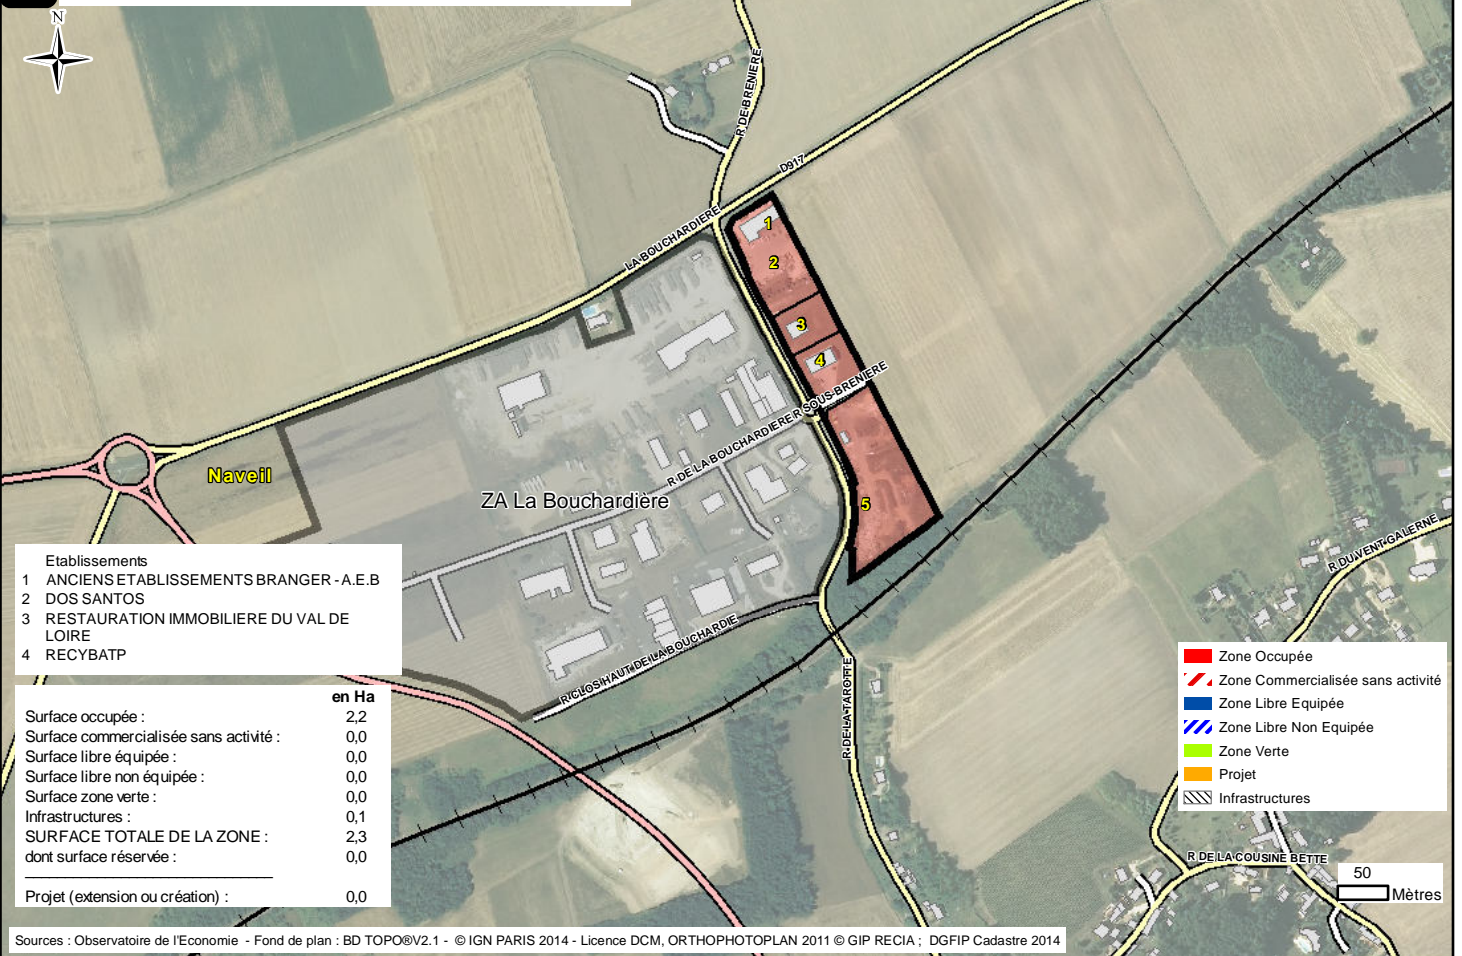 N
R DE BRENIERE
D917
LA BOUCHARDIERE
1
2
3
4
R SOUS-BRENIERE
R DE LA BOUCHARDIERE
Naveil
ZA La Bouchardière
5
R DU VENT GALERNE
R CLOS HAUT DE LA BOUCHARDIE
R DE LA TAROTTE
R DE LA COUSINE BETTE
Etablissements
1 ANCIENS ETABLISSEMENTS BRANGER - A.E.B
2 DOS SANTOS
3 RESTAURATION IMMOBILIERE DU VAL DE
LOIRE
4 RECYBATP
en Ha
Surface occupée : 2,2
Surface commercialisée sans activité : 0,0
Surface libre équipée : 0,0
Surface libre non équipée : 0,0
Surface zone verte : 0,0
Infrastructures : 0,1
SURFACE TOTALE DE LA ZONE : 2,3
dont surface réservée : 0,0
Projet (extension ou création) : 0,0
Zone Occupée
Zone Commercialisée sans activité
Zone Libre Equipée
Zone Libre Non Equipée
Zone Verte
Projet
Infrastructures
50
Mètres
Sources : Observatoire de l'Economie - Fond de plan : BD TOPO®V2.1 - © IGN PARIS 2014 - Licence DCM, ORTHOPHOTOPLAN 2011 © GIP RECIA ; DGFIP Cadastre 2014